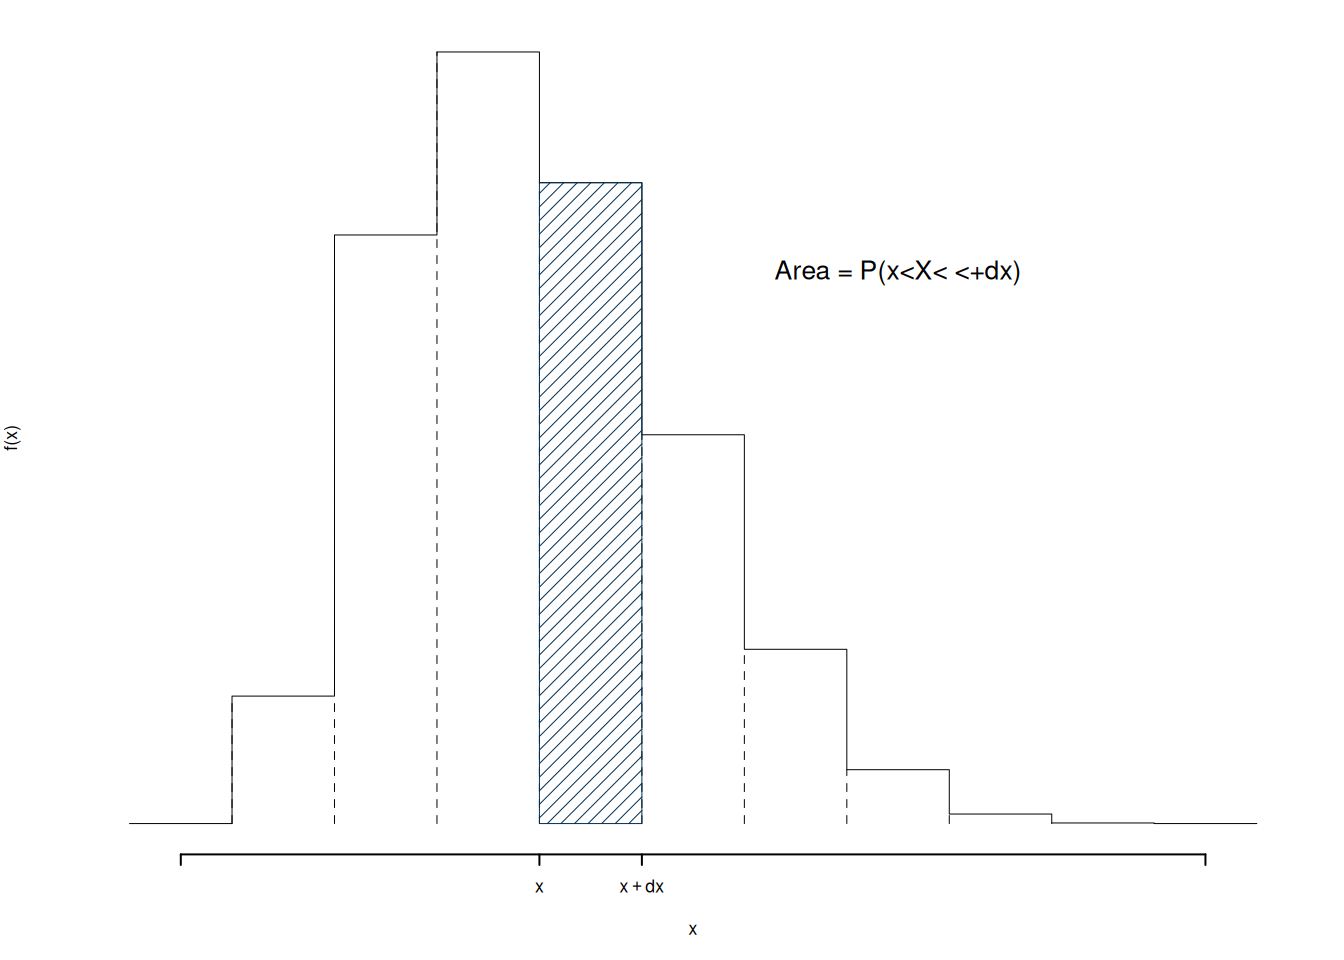 Area = P(x<X< <+dx)
f(x)
x
x + dx
x